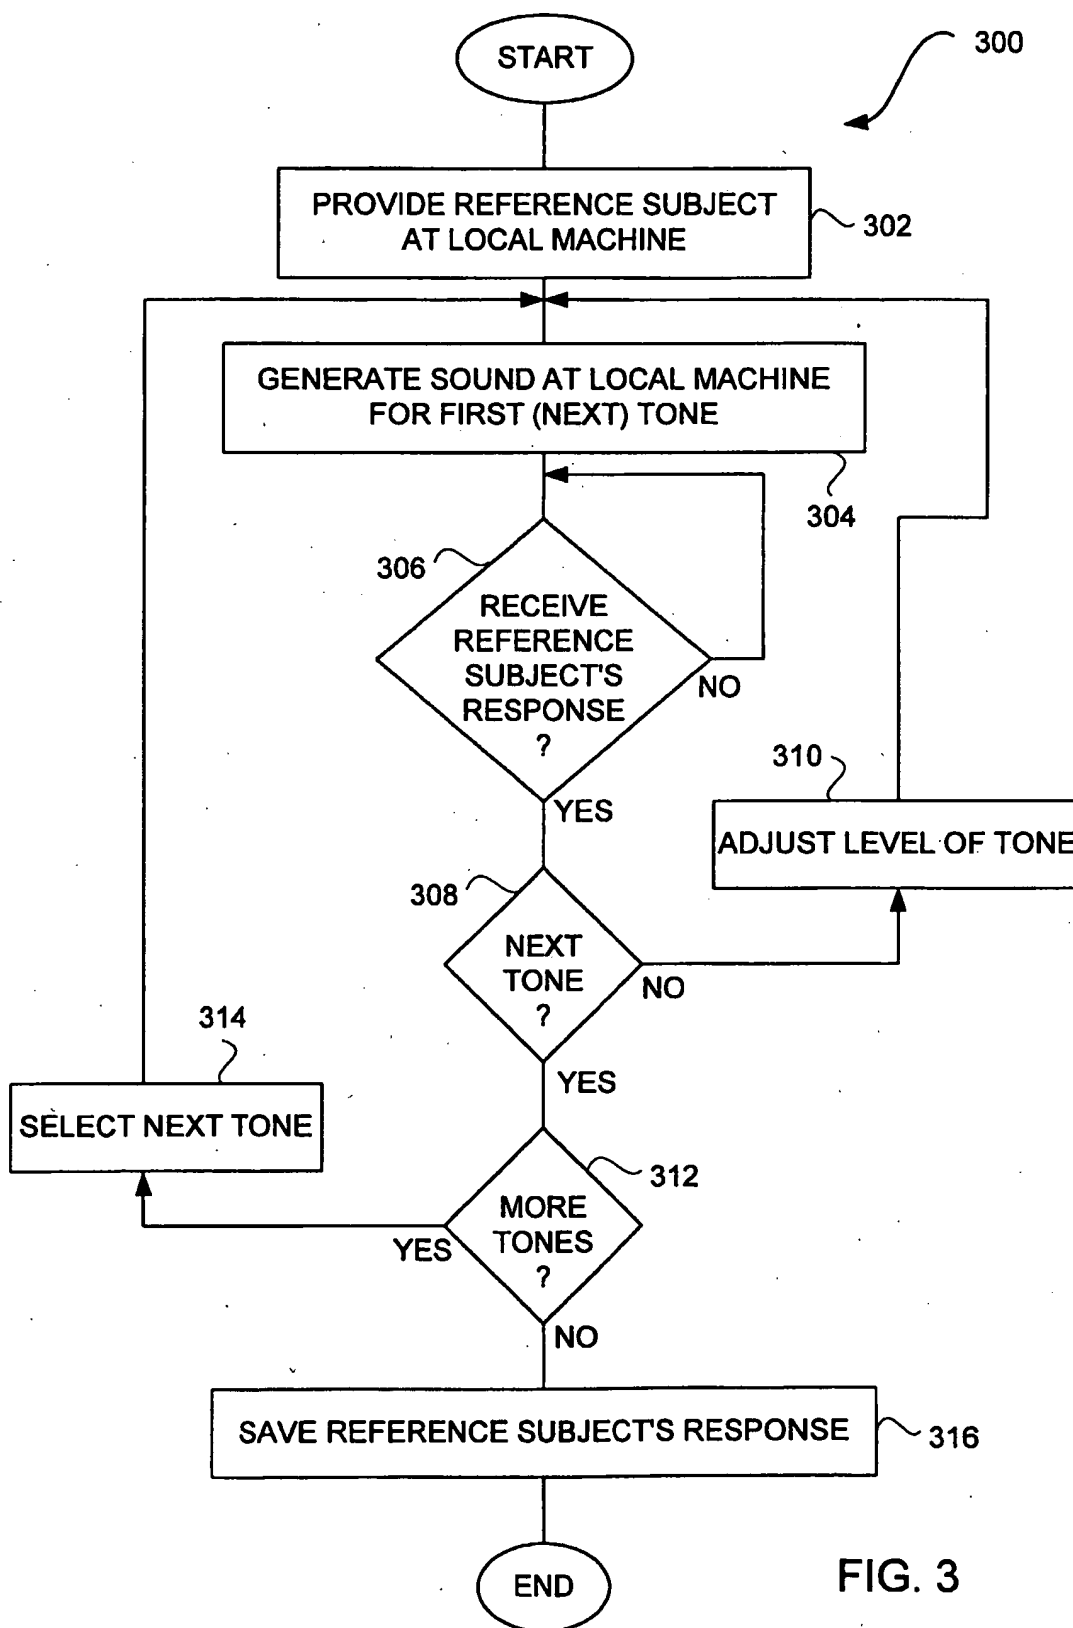 START
300
PROVIDE REFERENCE SUBJECT
AT LOCAL MACHINE
302
GENERATE SOUND AT LOCAL MACHINE
FOR FIRST (NEXT) TONE
304
306
RECEIVE
REFERENCE
SUBJECT'S
RESPONSE
?
NO
YES
310
ADJUST LEVEL OF TONE
308
NEXT
TONE
?
NO
YES
314
SELECT NEXT TONE
312
MORE
TONES
?
YES
NO
SAVE REFERENCE SUBJECT'S RESPONSE
316
END
FIG. 3